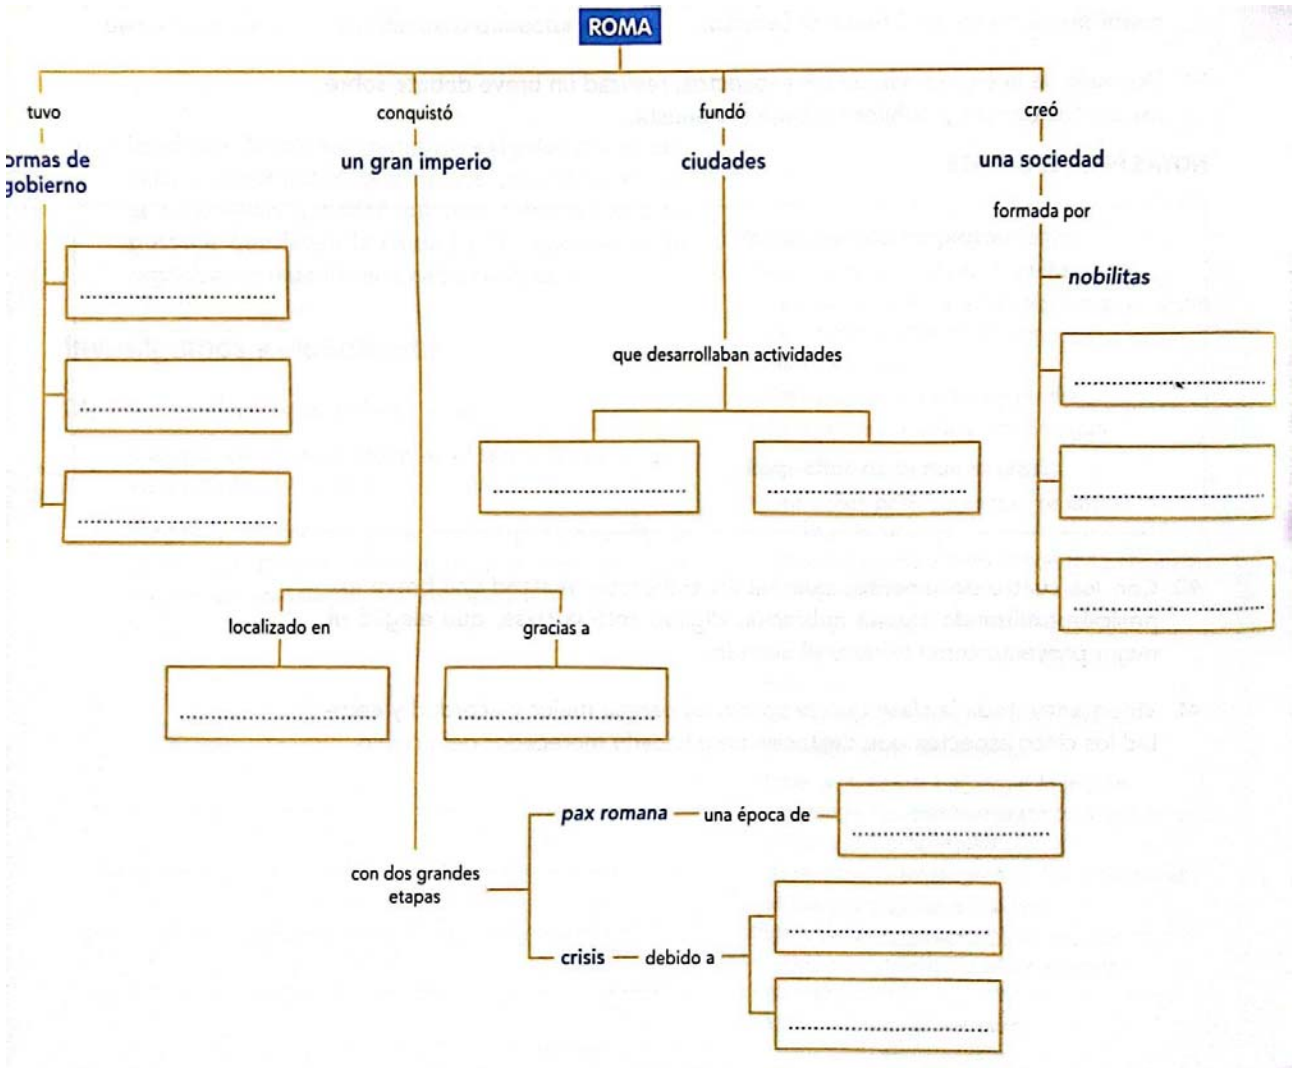 ROMA
tuvo
conquistó
fundó
creó
ormas de
gobierno
un gran imperio
ciudades
una sociedad
formada por
nobilitas
que desarrollaban actividades
localizado en
gracias a
pax romana
una época de
con dos grandes
etapas
crisis
debido a